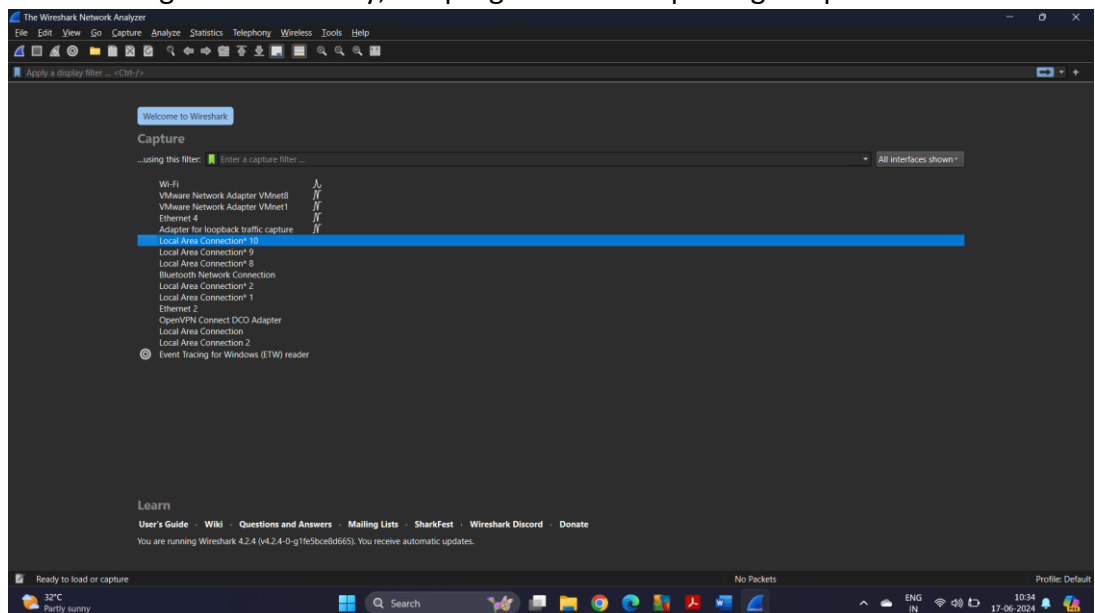 The Wireshark Network Analyzer
File Edit View Go Capture Analyze Statistics Telephony Wireless Tools Help
Apply a display filter ... <Ctrl-/>
Welcome to Wireshark
Capture
...using this filter: Enter a capture filter ... All interfaces shown
Wi-Fi
VMware Network Adapter VMnet8
VMware Network Adapter VMnet1
Ethernet 4
Adapter for loopback traffic capture
Local Area Connection* 10
Local Area Connection* 9
Local Area Connection* 8
Bluetooth Network Connection
Local Area Connection* 2
Local Area Connection* 1
Ethernet 2
OpenVPN Connect DCO Adapter
Local Area Connection
Local Area Connection 2
Event Tracing for Windows (ETW) reader
Learn
User's Guide · Wiki · Questions and Answers · Mailing Lists · SharkFest · Wireshark Discord · Donate
You are running Wireshark 4.2.4 (v4.2.4-0-g1fe5bce8d665). You receive automatic updates.
Ready to load or capture No Packets Profile: Default
32°C
Partly sunny
Search
ENG
IN
10:34
17-06-2024